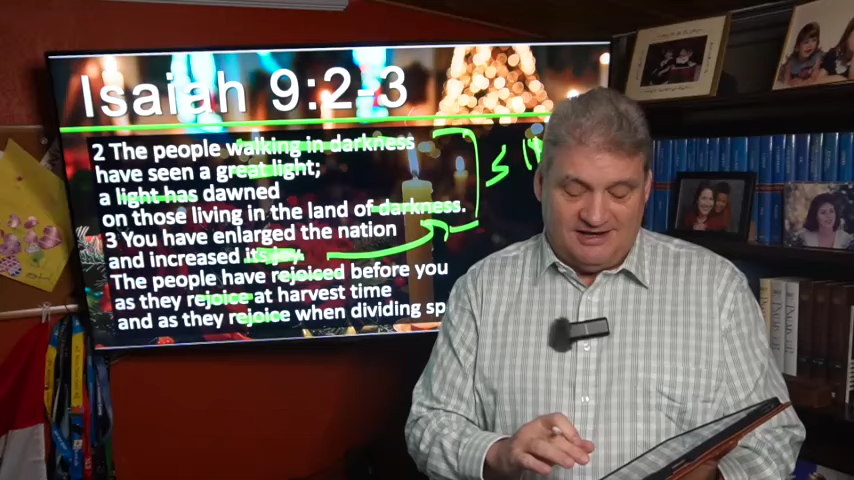 Isaiah 9:2-3
2 The people walking in darkness
have seen a great light;
a light has dawned
on those living in the land of darkness.
3 You have enlarged the nation
and increased its joy.
The people have rejoiced before you
as they rejoice at harvest time
and as they rejoice when dividing sp